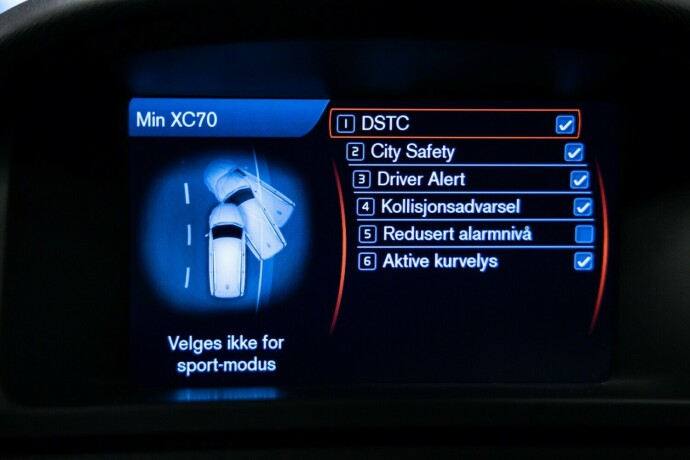 Min XC70
1 DSTC
2 City Safety
3 Driver Alert
4 Kollisjonsadvarsel
5 Redusert alarmnivå
6 Aktive kurvelys
Velges ikke for
sport-modus